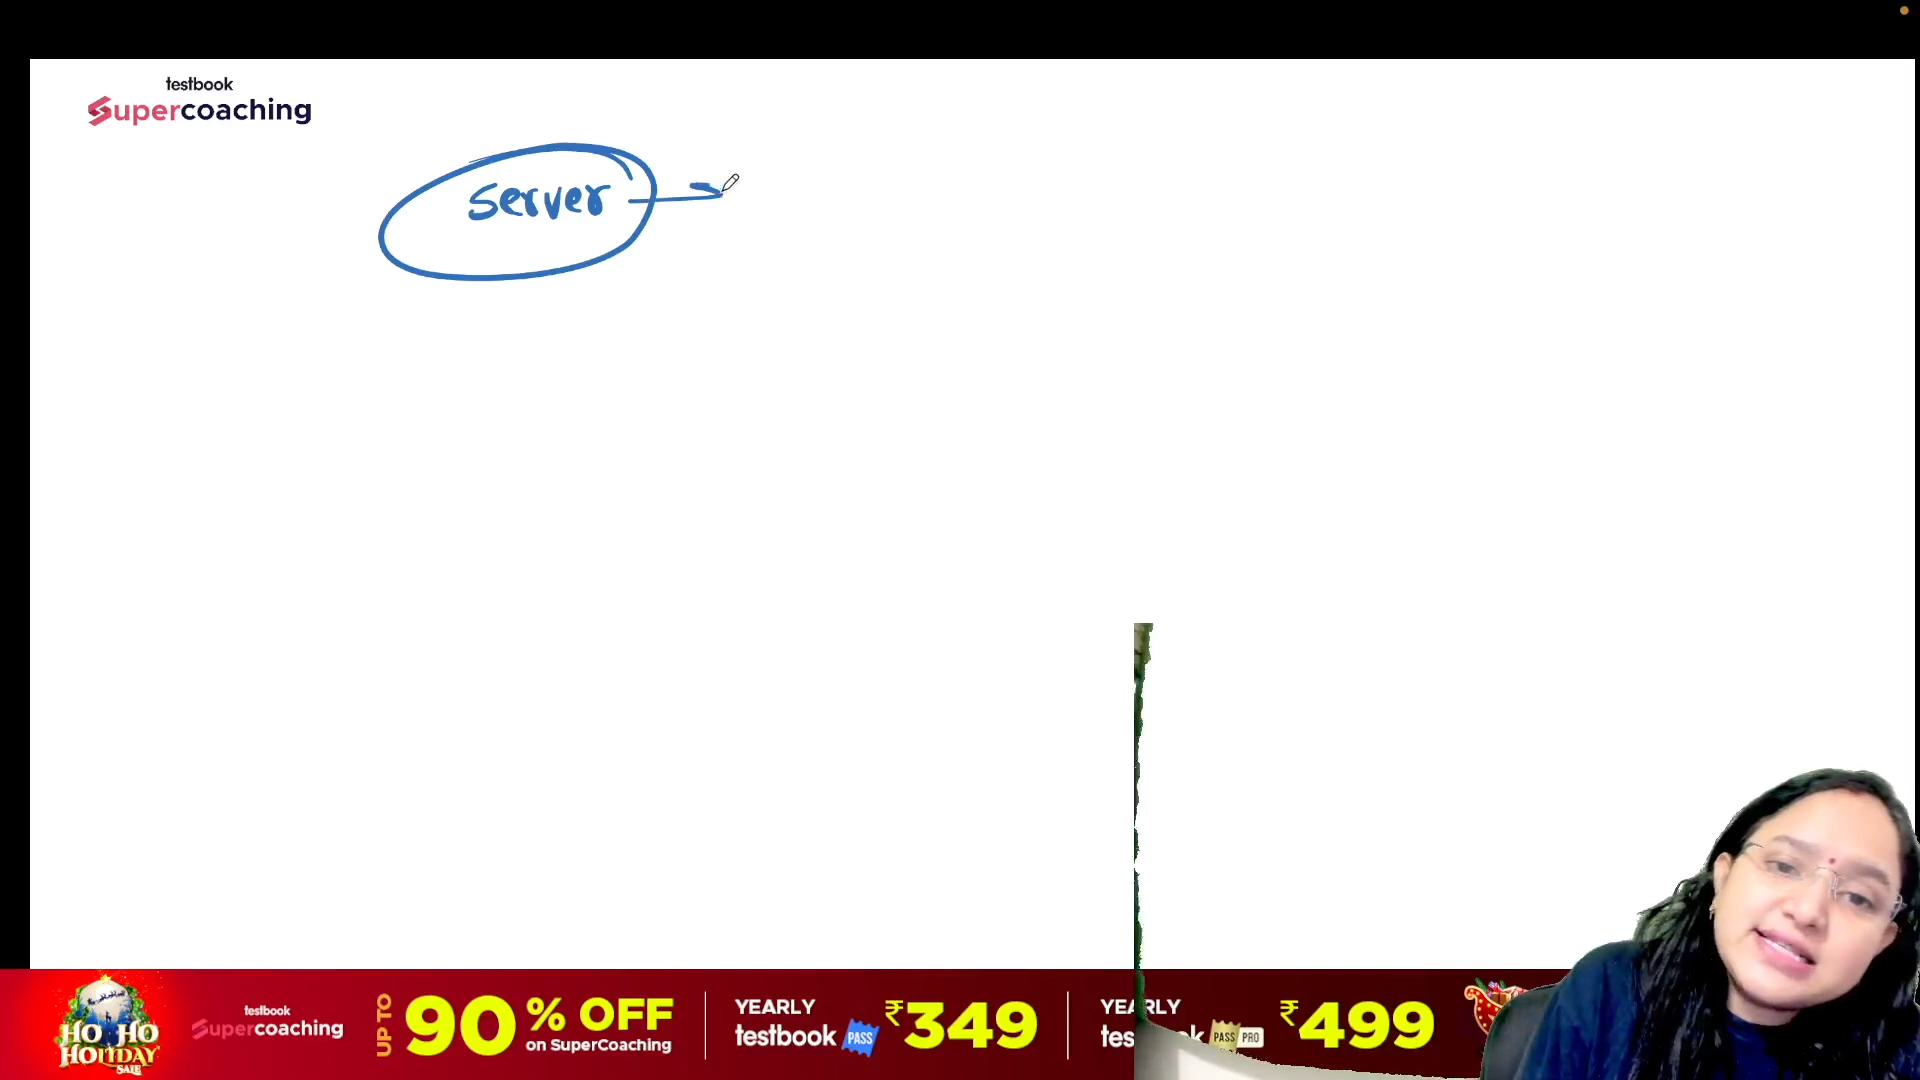 testbook
Supercoaching
server
HO HO
HOLIDAY
SALE
testbook
Supercoaching
UP TO
90% OFF
on SuperCoaching
YEARLY
testbook PASS
₹349
YEARLY
tes k PASS PRO
₹499